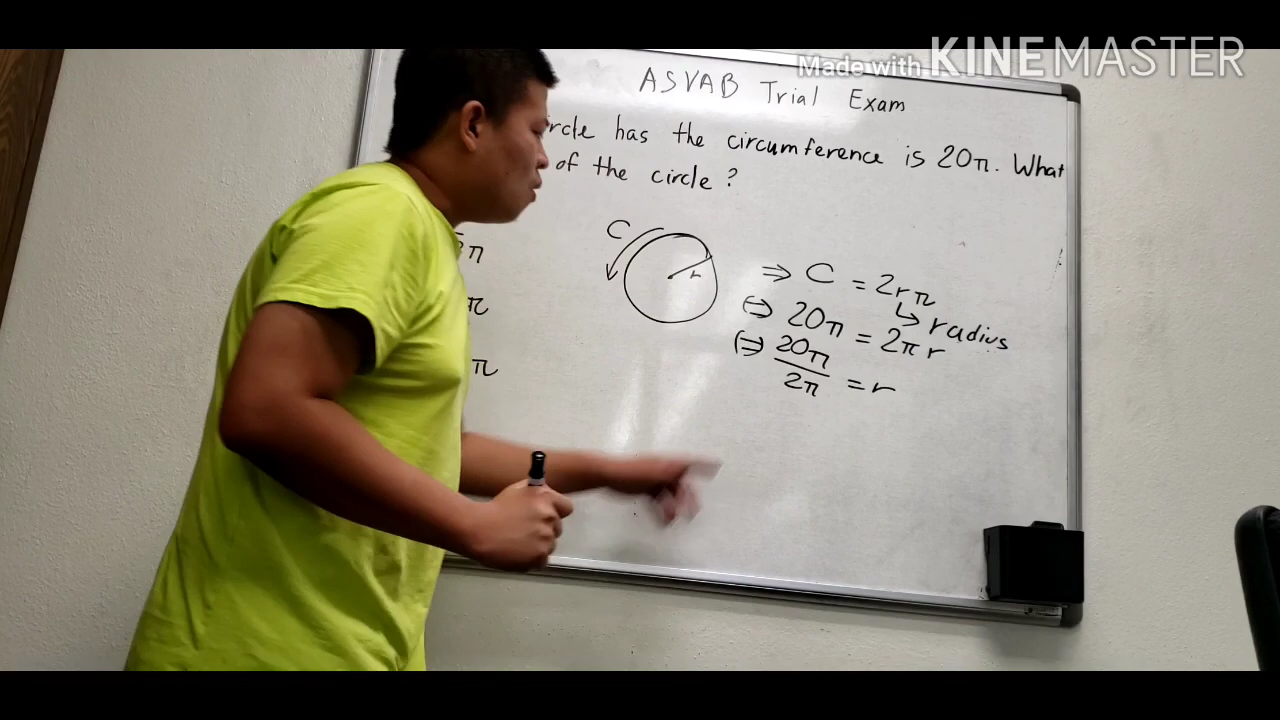 Made with KINEMASTER
ASVAB Trial Exam
has the circumference is 20π. What
of the circle ?
π
π
π
C
r
⇒ C = 2rπ
↳ radius
⇔ 20π = 2πr
⇔ 20π/2π = r